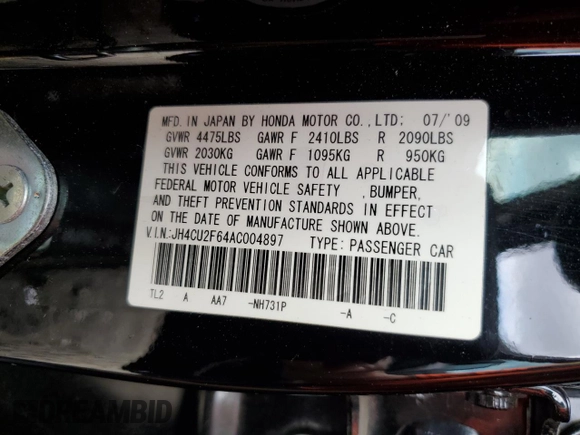 MFD. IN JAPAN BY HONDA MOTOR CO.,LTD: 07/'09
GVWR 4475LBS GAWR F 2410LBS R 2090LBS
GVWR 2030KG GAWR F 1095KG R 950KG
THIS VEHICLE CONFORMS TO ALL APPLICABLE
FEDERAL MOTOR VEHICLE SAFETY ,BUMPER,
AND THEFT PREVENTION STANDARDS IN EFFECT
ON THE DATE OF MANUFACTURE SHOWN ABOVE.
V.I.N.:JH4CU2F64AC004897 TYPE: PASSENGER CAR
TL2 A AA7 -NH731P -A -C